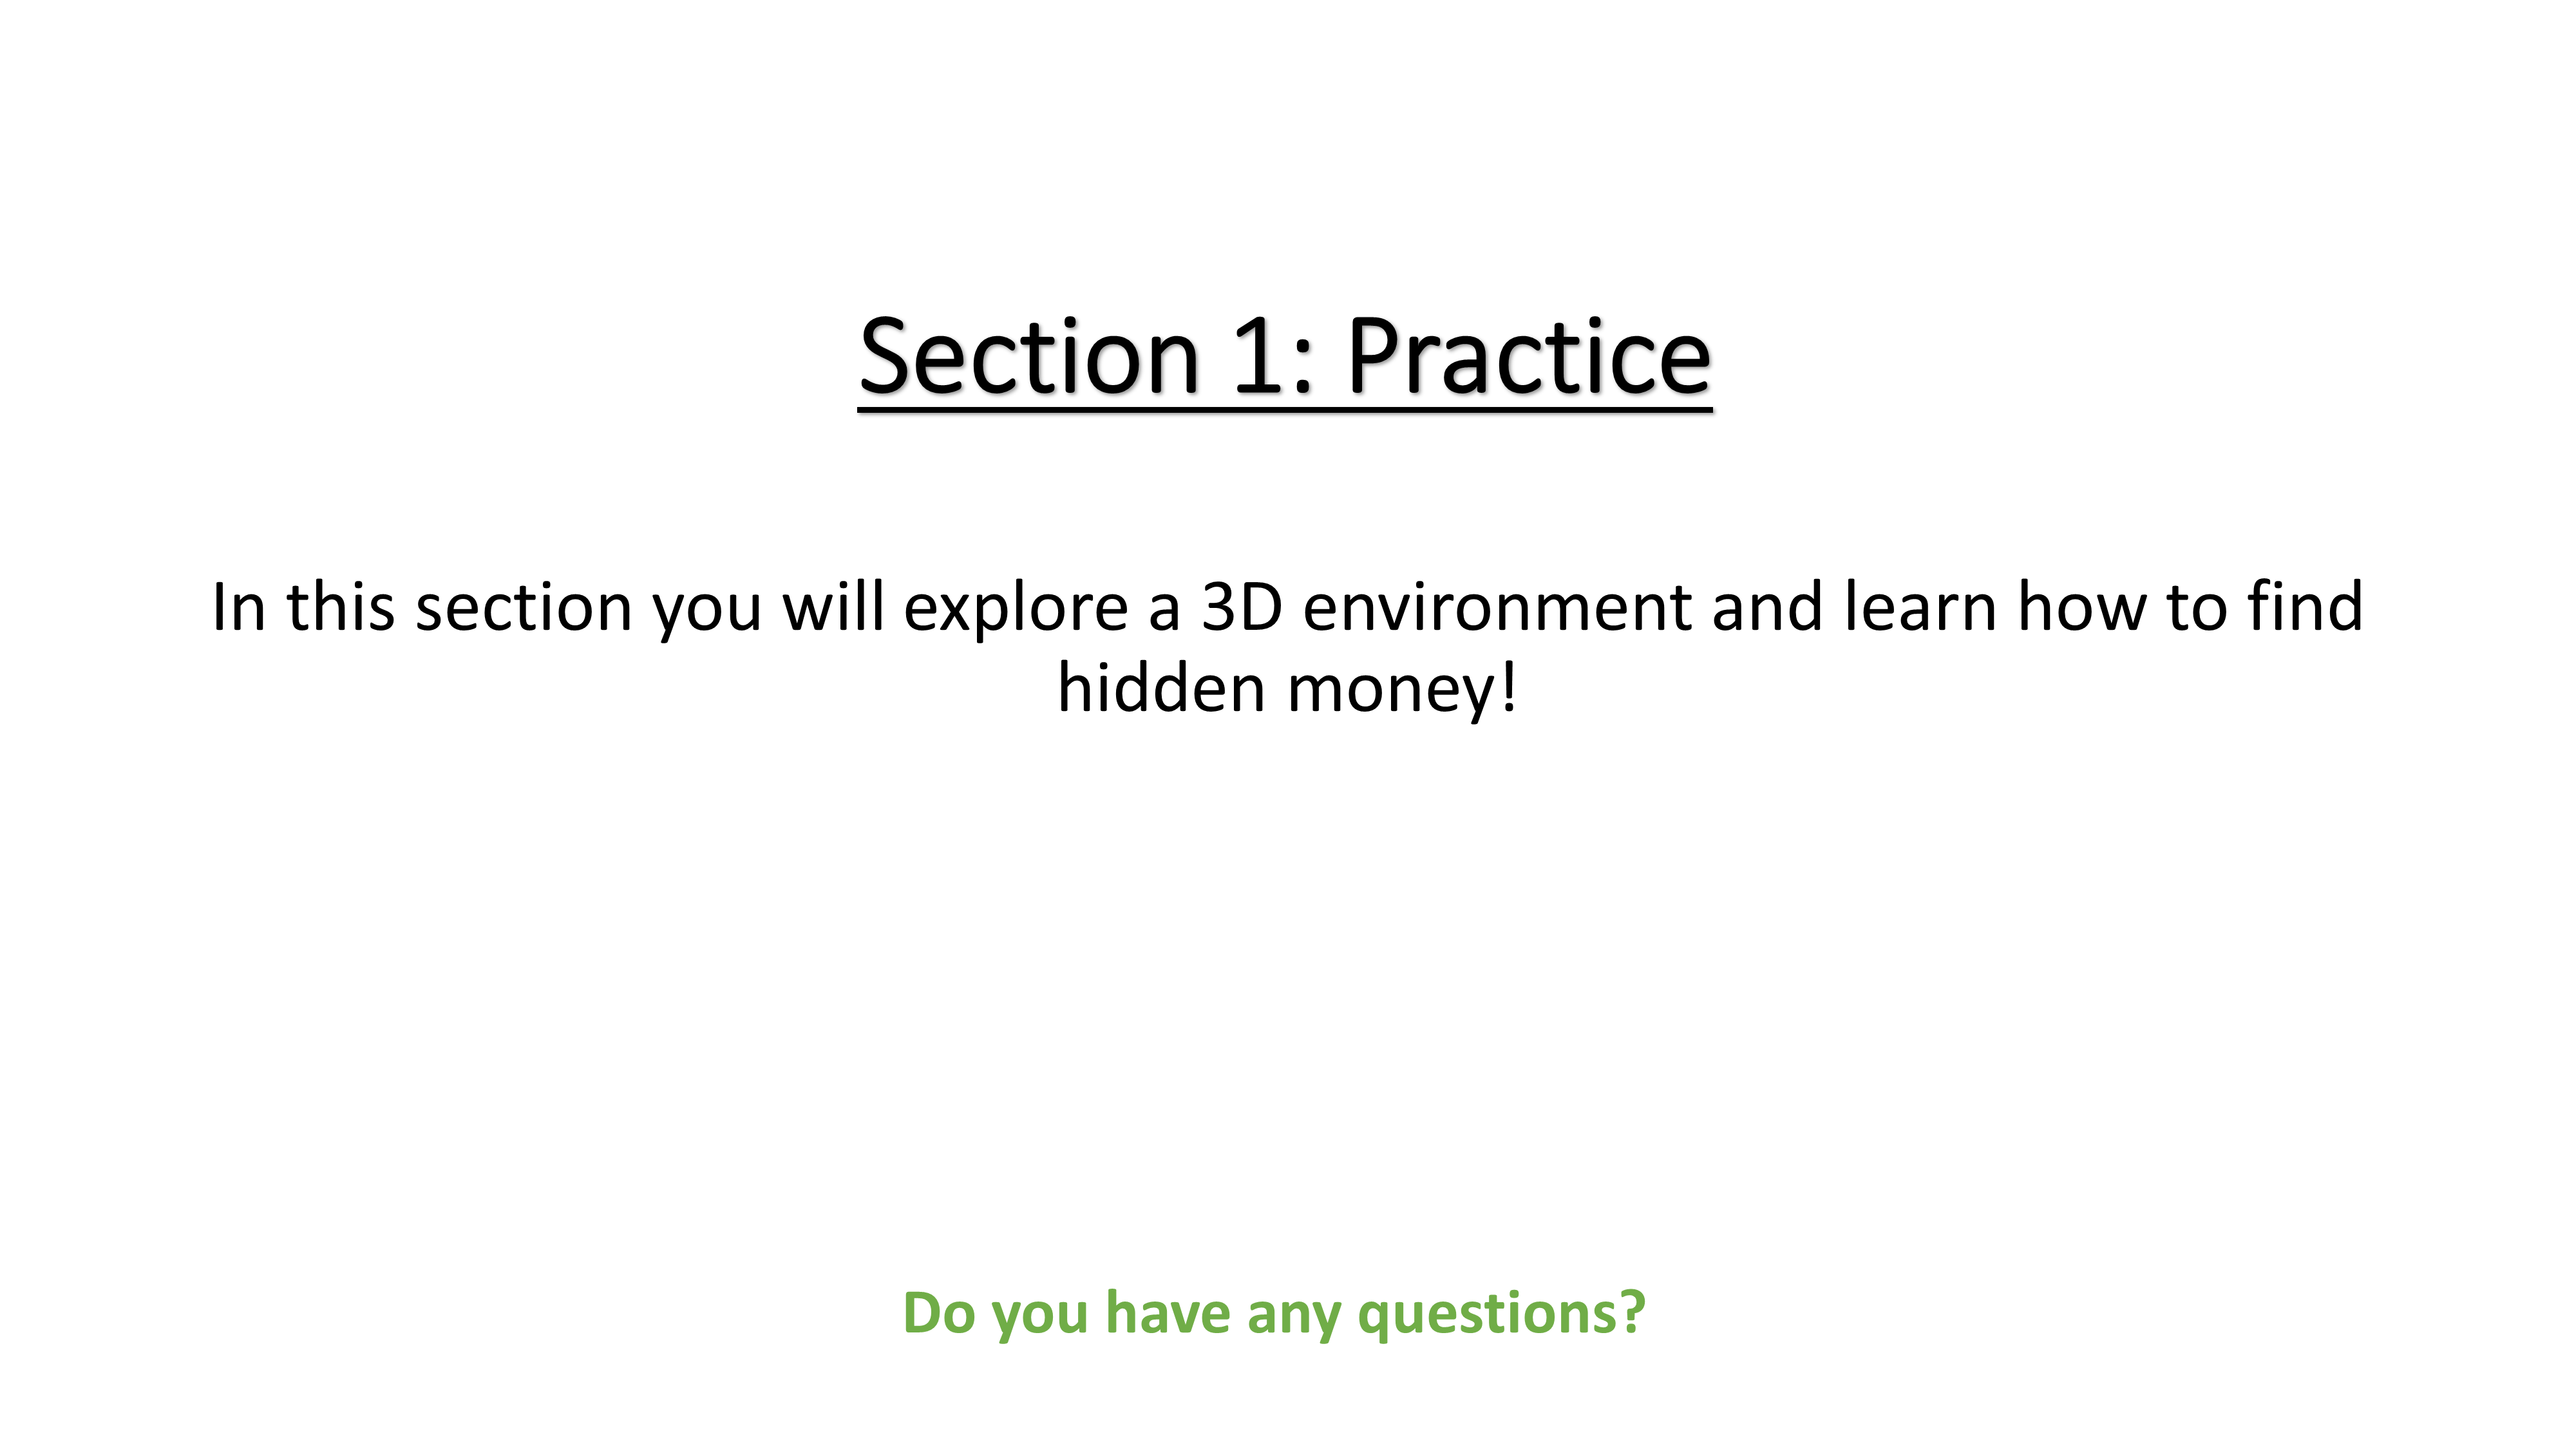 Section 1: Practice
In this section you will explore a 3D environment and learn how to find
hidden money!
Do you have any questions?